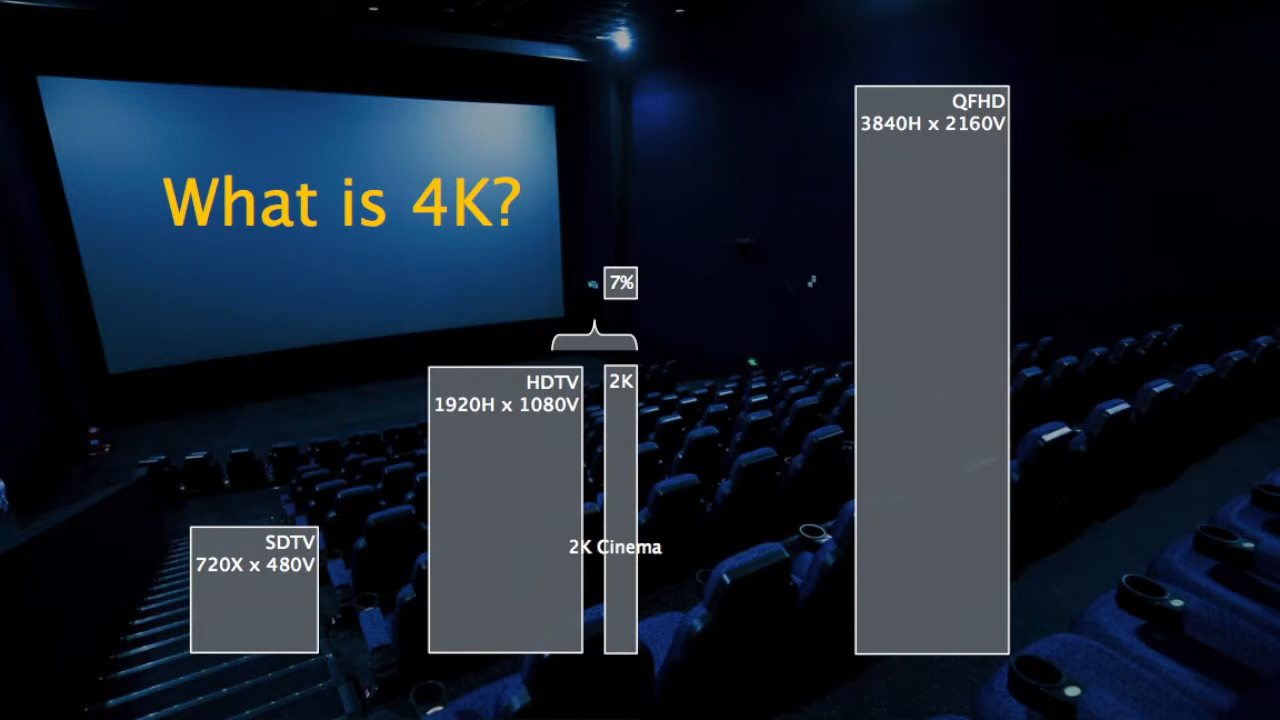 What is 4K?
QFHD
3840H x 2160V
7%
HDTV
1920H x 1080V
2K
2K Cinema
SDTV
720X x 480V